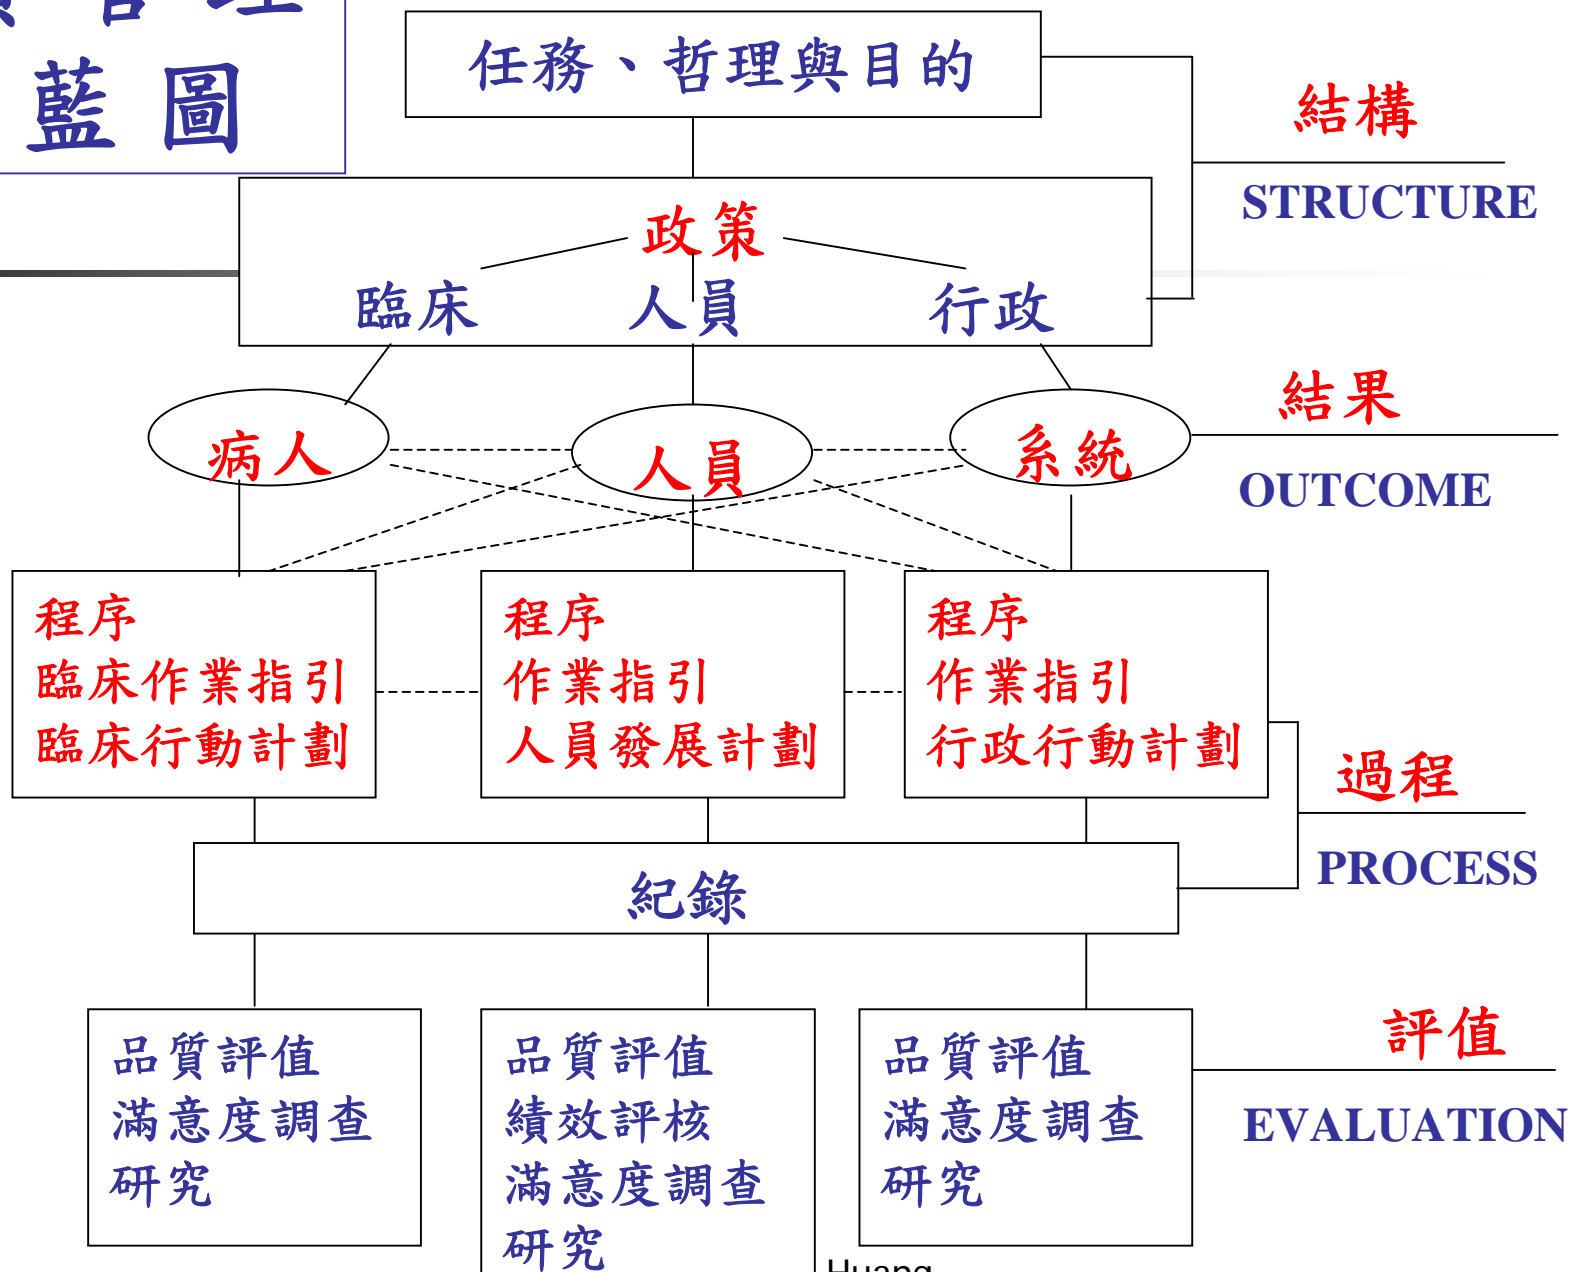 管理
藍圖
任務、哲理與目的
結構
STRUCTURE
政策
臨床 人員 行政
結果
OUTCOME
病人 人員 系統
程序
臨床作業指引
臨床行動計劃
程序
作業指引
人員發展計劃
程序
作業指引
行政行動計劃
過程
PROCESS
紀錄
品質評值
滿意度調查
研究
品質評值
績效評核
滿意度調查
研究
品質評值
滿意度調查
研究
評值
EVALUATION
Huang